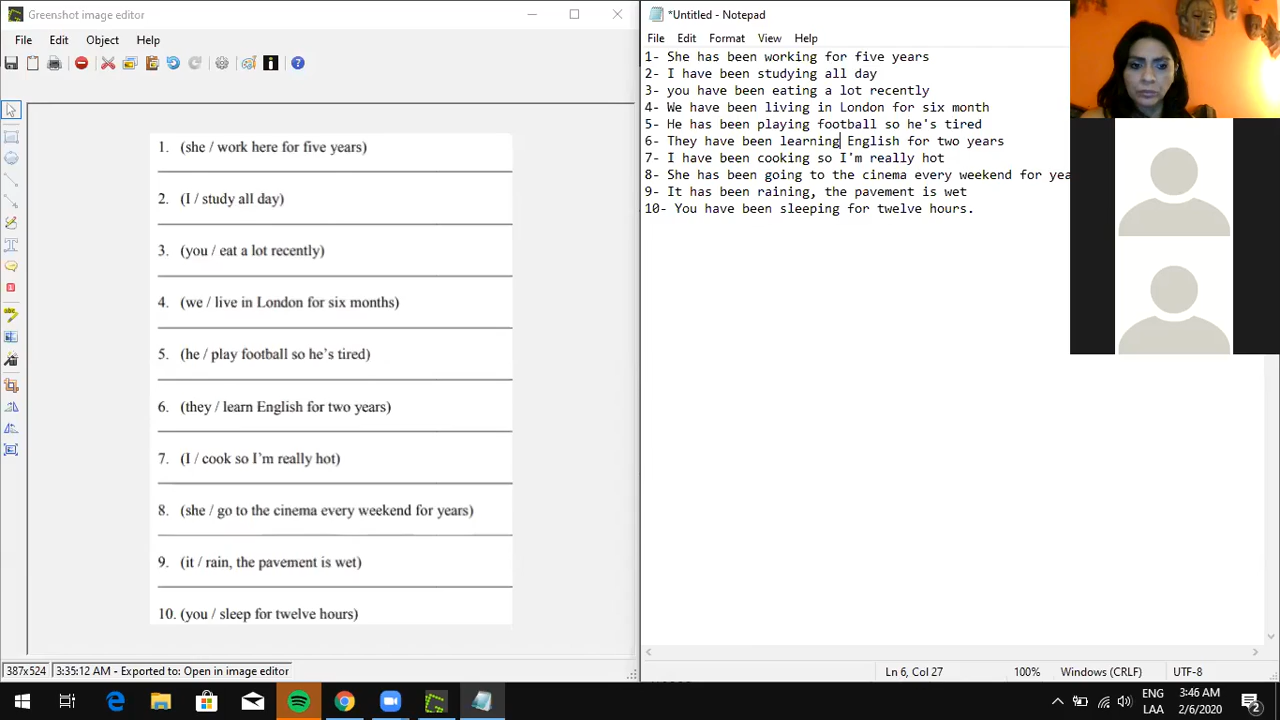 Greenshot image editor
File Edit Object Help
1. (she / work here for five years)
2. (I / study all day)
3. (you / eat a lot recently)
4. (we / live in London for six months)
5. (he / play football so he's tired)
6. (they / learn English for two years)
7. (I / cook so I'm really hot)
8. (she / go to the cinema every weekend for years)
9. (it / rain, the pavement is wet)
10. (you / sleep for twelve hours)
387x524 3:35:12 AM - Exported to: Open in image editor
*Untitled - Notepad
File Edit Format View Help
1- She has been working for five years
2- I have been studying all day
3- you have been eating a lot recently
4- We have been living in London for six month
5- He has been playing football so he's tired
6- They have been learning English for two years
7- I have been cooking so I'm really hot
8- She has been going to the cinema every weekend for yea
9- It has been raining, the pavement is wet
10- You have been sleeping for twelve hours.
Ln 6, Col 27 100% Windows (CRLF) UTF-8
ENG
LAA
3:46 AM
2/6/2020
2